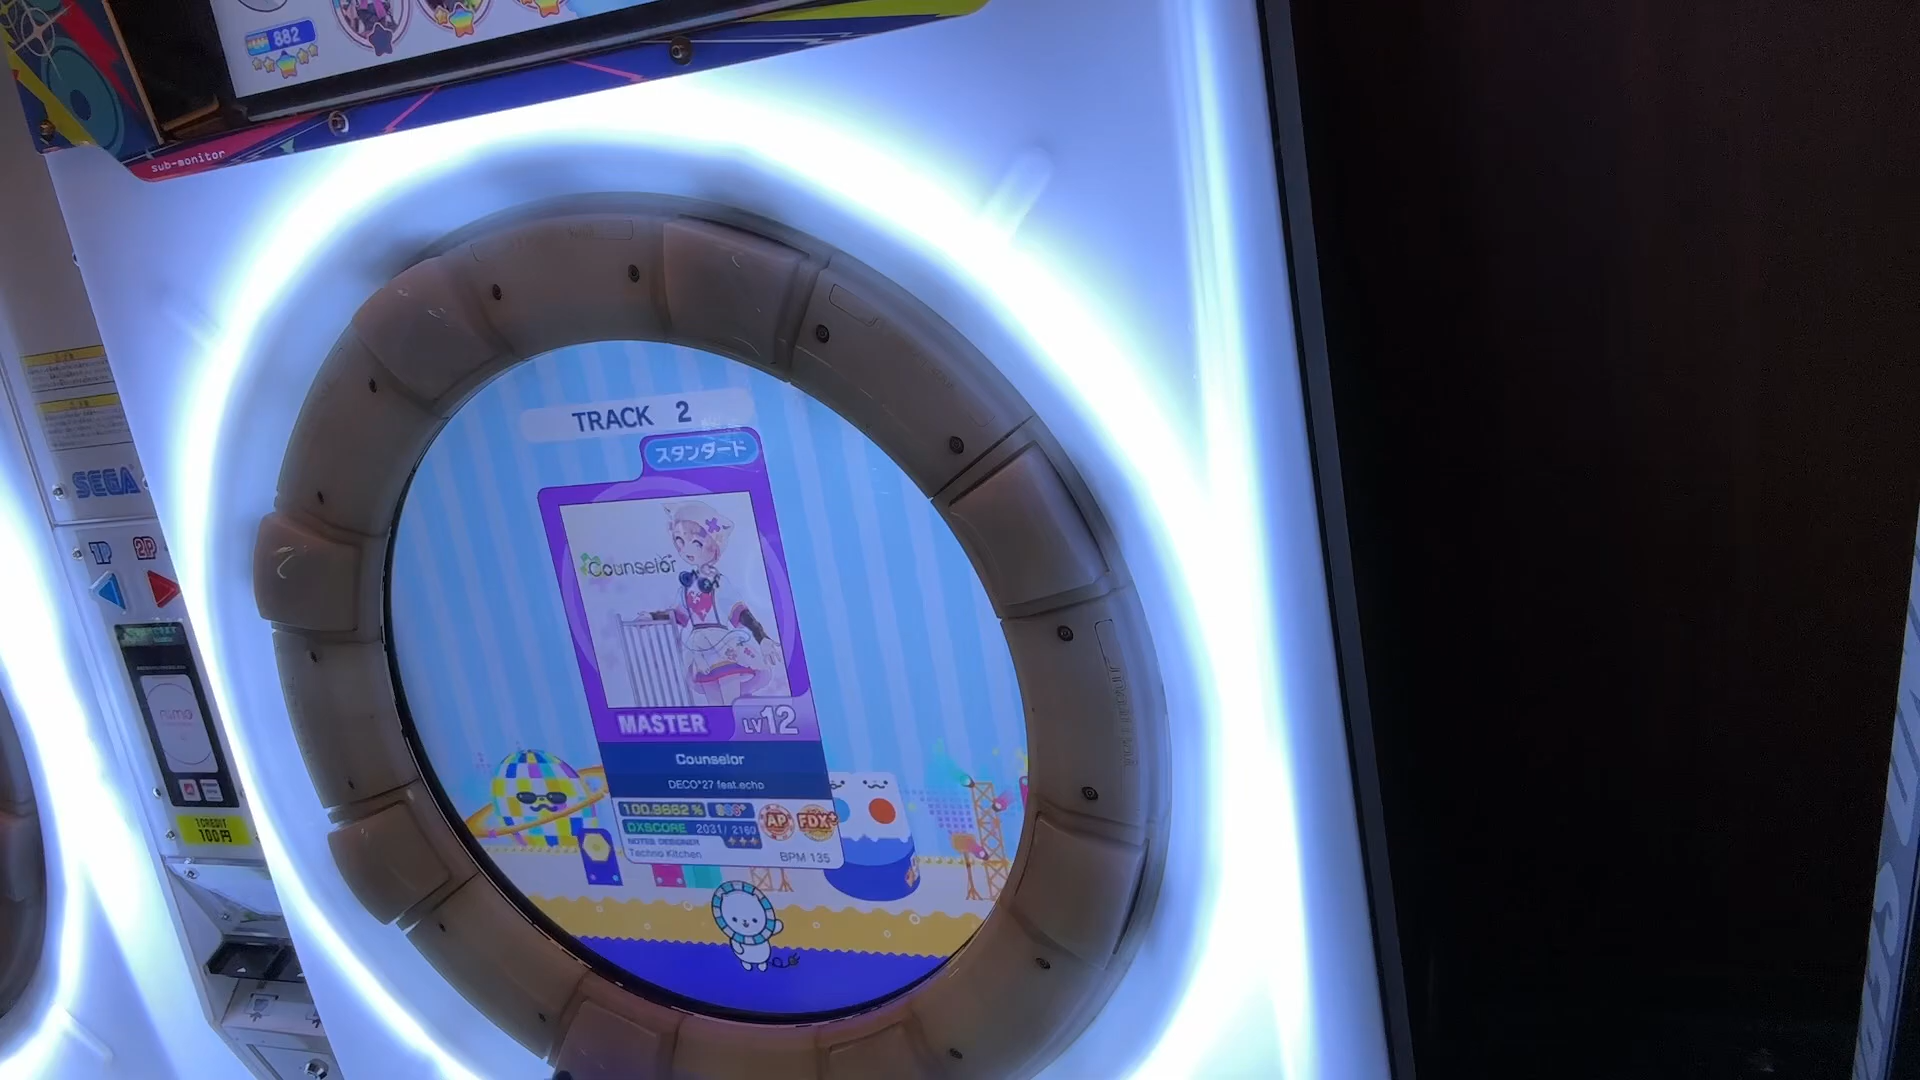 882
sub-monitor
TRACK 2
スタンダード
Counselor
MASTER LV12
Counselor
DECO*27 feat.echo
100.9662%
AP FDX+
DXSCORE 2031/2160
NOTES DESIGNER
Techno Kitchen
BPM 135
SEGA
1P 2P
nimo
1CREDIT
100円